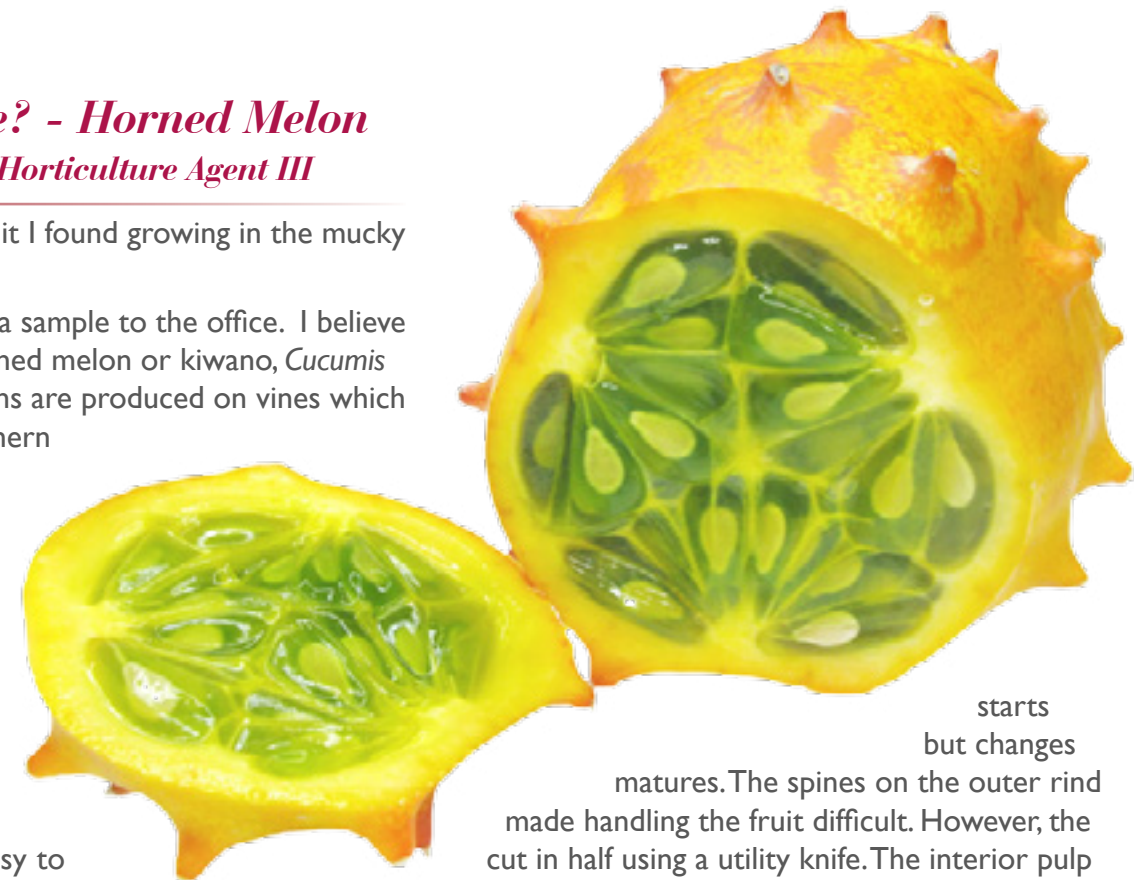 e? - Horned Melon
Horticulture Agent III
it I found growing in the mucky
a sample to the office. I believe
ned melon or kiwano, Cucumis
ns are produced on vines which
hern
starts
but changes
matures. The spines on the outer rind
made handling the fruit difficult. However, the
sy to cut in half using a utility knife. The interior pulp